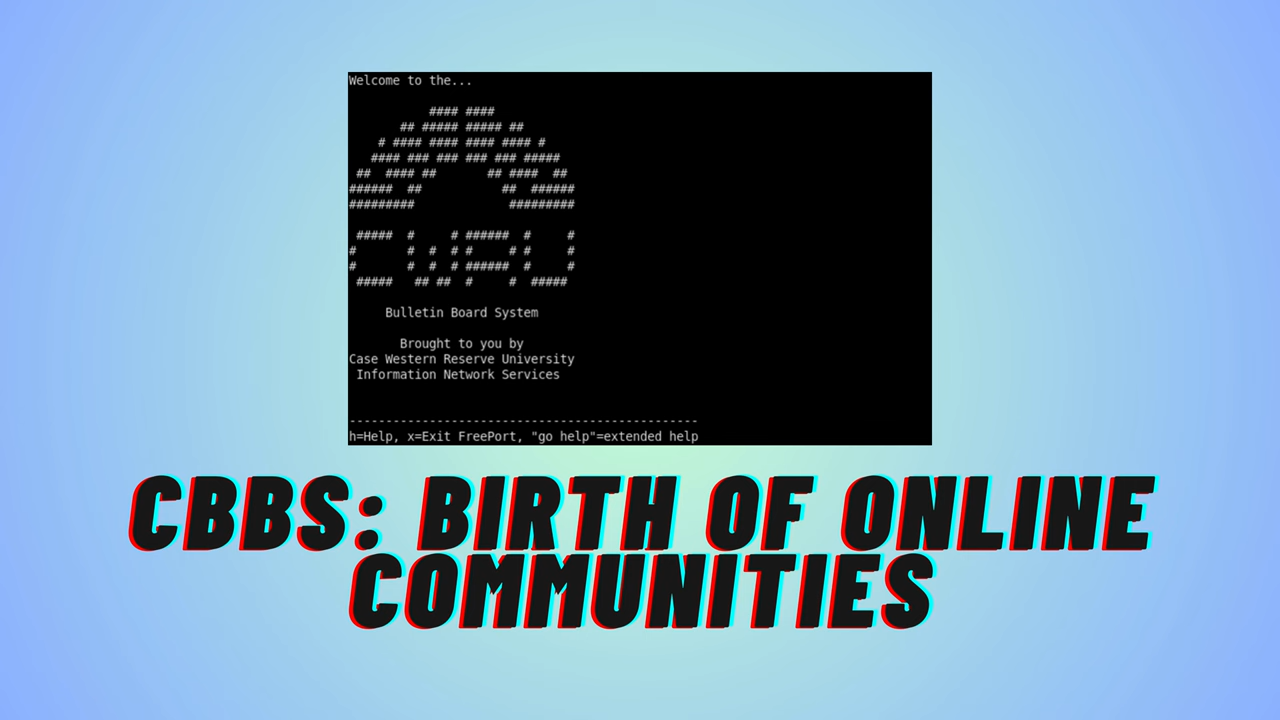 Welcome to the...
#### ####
## ##### ##### ##
# #### #### #### #### #
#### ### ### ### ### #####
## #### ## ## #### ##
###### ## ## ######
######### #########
##### # # ###### # #
# # # # # # # #
# # # # ###### # #
##### ## ## # # #####
Bulletin Board System
Brought to you by
Case Western Reserve University
Information Network Services
------------------------------------------------
h=Help, x=Exit FreePort, "go help"=extended help
CBBS: BIRTH OF ONLINE
COMMUNITIES